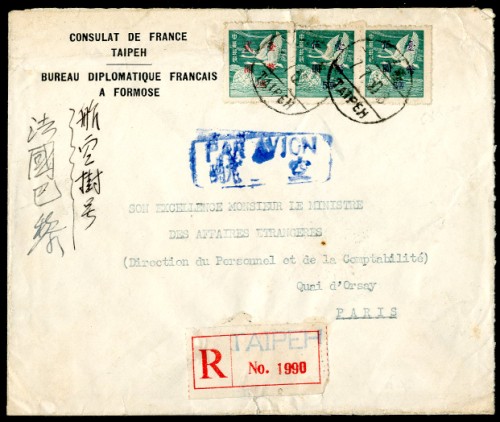 CONSULAT DE FRANCE
TAIPEH
BUREAU DIPLOMATIQUE FRANCAIS
A FORMOSE
法國巴黎
航空掛号
TAIPEH
TAIPEH
PAR AVION
航 空
SON EXCELLENCE MONSIEUR LE MINISTRE
DES AFFAIRES ETRANGERES
(Direction du Personnel et de la Comptabilité)
Quai d'Orsay
PARIS
TAIPEH
R No. 1990